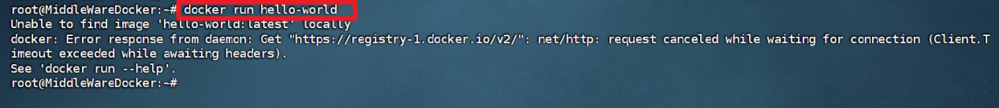 root@MiddleWareDocker:~# docker run hello-world
Unable to find image 'hello-world:latest' locally
docker: Error response from daemon: Get "https://registry-1.docker.io/v2/": net/http: request canceled while waiting for connection (Client.T
imeout exceeded while awaiting headers).
See 'docker run --help'.
root@MiddleWareDocker:~#